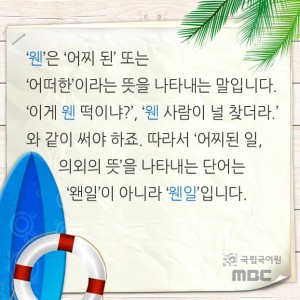 ‘웬’은 ‘어찌 된’ 또는
‘어떠한’이라는 뜻을 나타내는 말입니다.
‘이게 웬 떡이냐?’, ‘웬 사람이 널 찾더라.’
와 같이 써야 하죠. 따라서 ‘어찌된 일,
의외의 뜻’을 나타내는 단어는
‘왠일’이 아니라 ‘웬일’입니다.
국립국어원
MBC